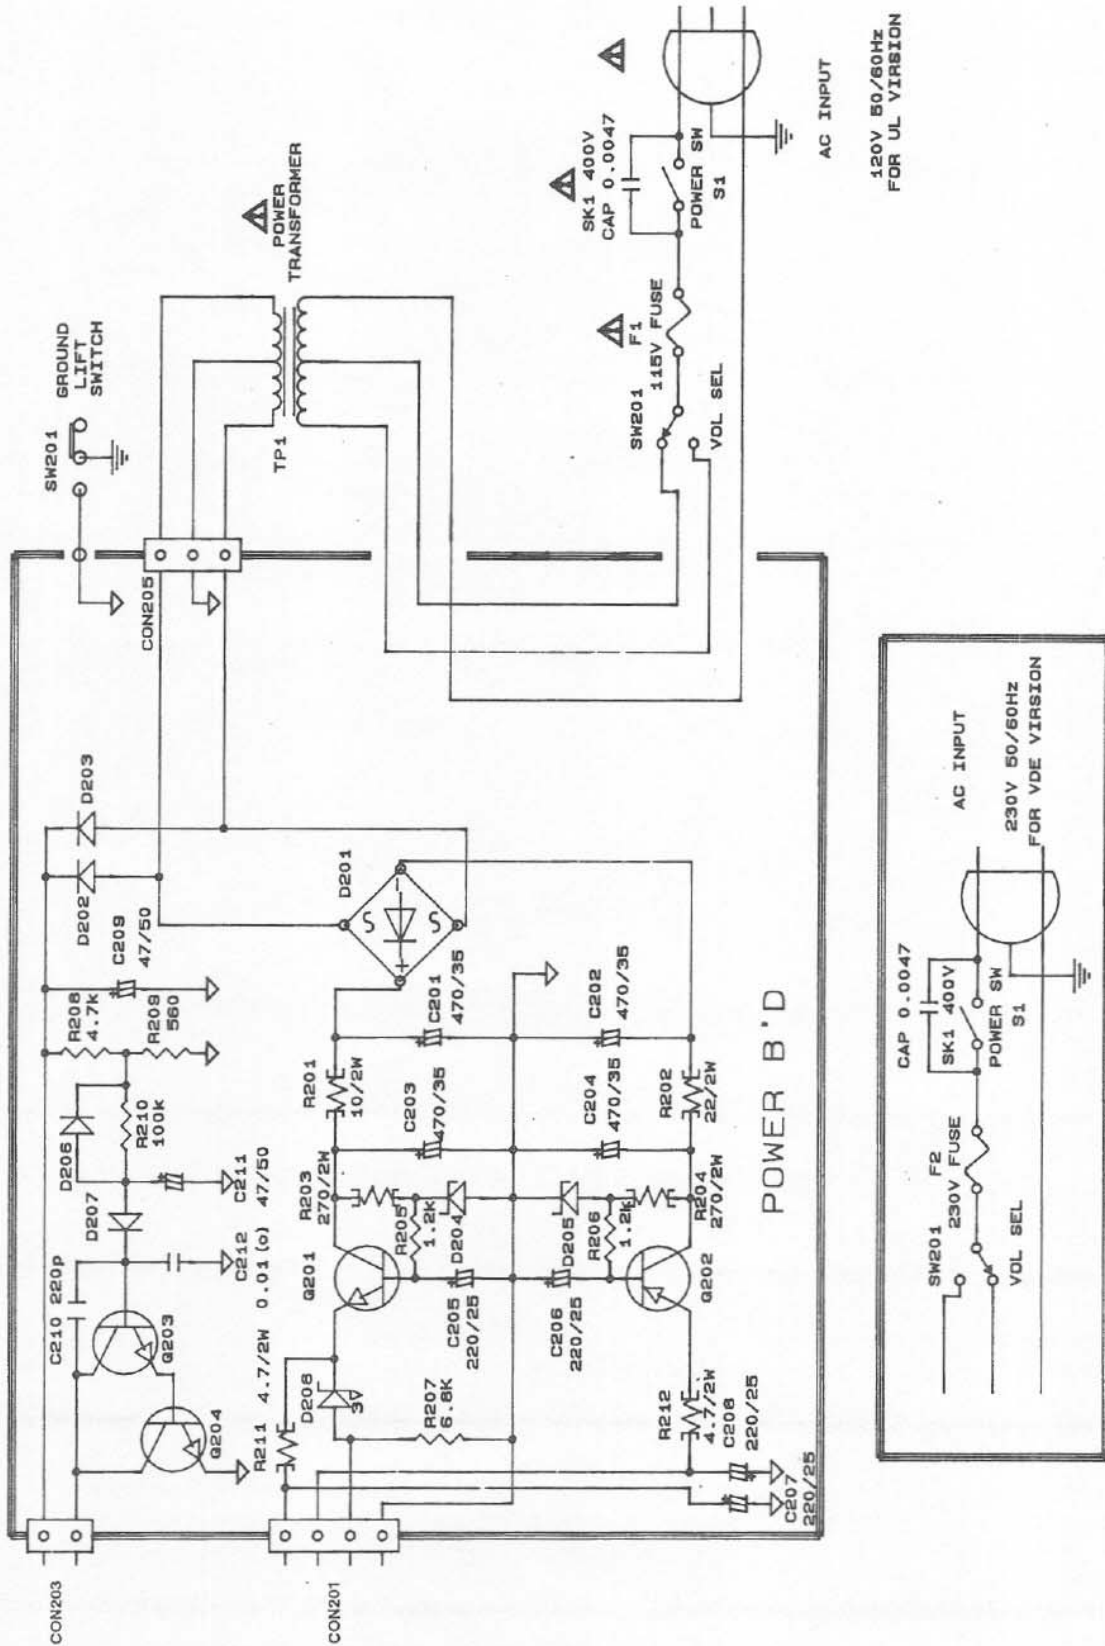 CON203
CON201
C210 220p
Q203
Q204
D207
D206
R210
100k
C211
47/50
C212
0.01(o)
R208
4.7k
R209
560
C209
47/50
D202
D203
R211 4.7/2W
D208
3V
R207
6.8K
R212
4.7/2W
C208
220/25
C207
220/25
Q201
Q202
C205
220/25
C206
220/25
R203
270/2W
R205
1.2k
D204
D205
R206
1.2k
R204
270/2W
C203
470/35
C204
470/35
R201
10/2W
R202
22/2W
C201
470/35
C202
470/35
D201
S
S
+
-
POWER B'D
CON205
SW201
GROUND
LIFT
SWITCH
TP1
POWER
TRANSFORMER
SW201
VOL SEL
F1
115V FUSE
SK1 400V
CAP 0.0047
POWER SW
S1
AC INPUT
120V 50/60Hz
FOR UL VIRSION
SW201
VOL SEL
230V F2
FUSE
CAP 0.0047
SK1 400V
POWER SW
S1
AC INPUT
230V 50/60Hz
FOR VDE VIRSION